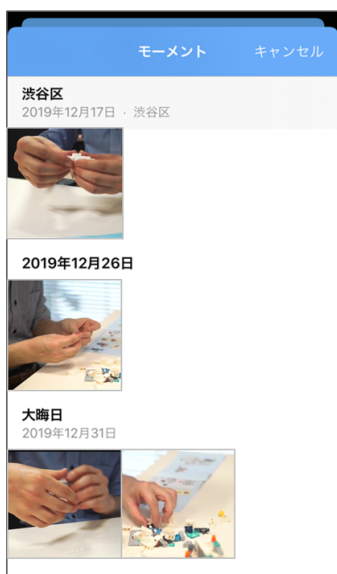 モーメント キャンセル
渋谷区
2019年12月17日 · 渋谷区
2019年12月26日
大晦日
2019年12月31日